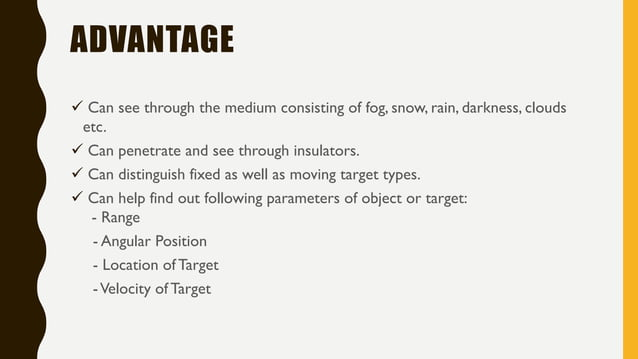 ADVANTAGE
✓ Can see through the medium consisting of fog, snow, rain, darkness, clouds
etc.
✓ Can penetrate and see through insulators.
✓ Can distinguish fixed as well as moving target types.
✓ Can help find out following parameters of object or target:
- Range
- Angular Position
- Location of Target
- Velocity of Target